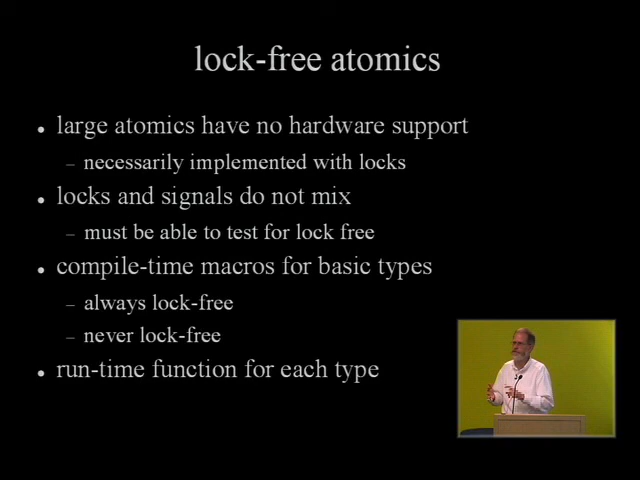 lock-free atomics
• large atomics have no hardware support
– necessarily implemented with locks
• locks and signals do not mix
– must be able to test for lock free
• compile-time macros for basic types
– always lock-free
– never lock-free
• run-time function for each type